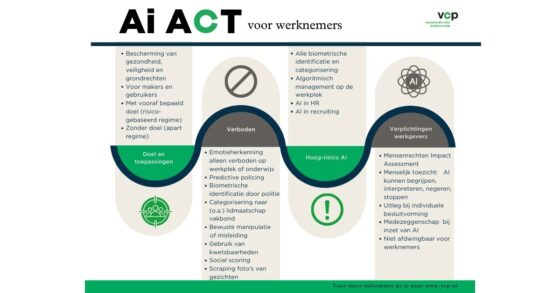 Ai ACT voor werknemers
vcp
• Bescherming van
gezondheid,
veiligheid en
grondrechten
• Voor makers en
gebruikers
• Met vooraf bepaald
doel (risico-
gebaseerd regime)
• Zonder doel (apart
regime)
Doel en
toepassingen
Verboden
• Emotieherkenning
alleen verboden op
werkplek of onderwijs
• Predictive policing
• Biometrische
identificatie door politie
• Categorisering naar
(o.a.) lidmaatschap
vakbond
• Bewuste manipulatie
of misleiding
• Gebruik van
kwetsbaarheden
• Social scoring
• Scraping foto's van
gezichten
• Alle biometrische
identificatie en
categorisering
• Algoritmisch
management op de
werkplek
• AI in HR
• AI in recruiting
Hoog-risico AI
AI
Verplichtingen
werkgevers
• Mensenrechten Impact
Assessment
• Menselijk toezicht: AI
kunnen begrijpen,
interpreteren, negeren,
stoppen
• Uitleg bij individuele
besluitvorming
• Medezeggenschap bij
inzet van AI
• Niet afdwingbaar voor
werknemers
Voor meer informatie ga je naar www.vcp.nl